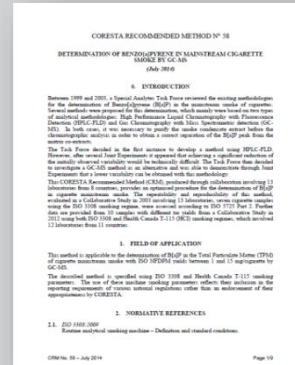 CORESTA RECOMMENDED METHOD N° 58
DETERMINATION OF BENZO[a]PYRENE IN MAINSTREAM CIGARETTE
SMOKE BY GC-MS
(July 2014)
0. INTRODUCTION
Between 1999 and 2003, a Special Analytes Task Force reviewed the existing methodologies
for the determination of Benzo[a]pyrene (B[a]P) in the mainstream smoke of cigarettes.
Several methods were proposed for this determination, which mainly were based on two types
of analytical methodologies; High Performance Liquid Chromatography with Fluorescence
Detection (HPLC-FLD) and Gas Chromatography with Mass Spectrometric detection (GC-
MS). In both cases, it was necessary to purify the smoke condensate extract before the
chromatographic analysis in order to obtain a correct separation of the B[a]P peak from the
matrix co-extracts.
The Task Force decided in the first instance to develop a method using HPLC-FLD.
However, after several Joint Experiments it appeared that achieving a significant reduction of
the initially observed variability would be technically difficult. The Task Force then decided
to investigate a GC-MS method as an alternative and was able to demonstrate through Joint
Experiments that a lower variability can be obtained with this methodology.
This CORESTA Recommended Method (CRM), produced through collaboration involving 13
laboratories from 8 countries, provides an optimized procedure for the determination of B[a]P
in cigarette mainstream smoke. The repeatability and reproducibility of this method,
evaluated in a Collaborative Study in 2003 involving 13 laboratories, seven cigarette samples
using the ISO 3308 smoking regime, were assessed according to ISO 5725 Part 2. Further
data are provided from 10 samples with different tar yields from a Collaborative Study in
2012 using both ISO 3308 and Health Canada T-115 (HCI) smoking regimes, which involved
12 laboratories from 11 countries.
1. FIELD OF APPLICATION
This method is applicable to the determination of B[a]P in the Total Particulate Matter (TPM)
of cigarette mainstream smoke with ISO NFDPM yields between 1 and 15 mg/cigarette by
GC-MS.
The described method is specified using ISO 3308 and Health Canada T-115 smoking
parameters. The use of these machine smoking parameters reflects their inclusion in the
reporting requirements of various national regulations rather than an endorsement of their
appropriateness by CORESTA.
2. NORMATIVE REFERENCES
2.1. ISO 3308:2009
Routine analytical smoking machine – Definition and standard conditions.
CRM No. 58 – July 2014 Page 1/9